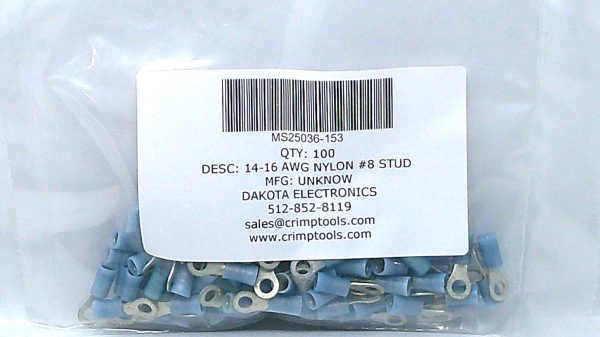 MS25036-153
QTY: 100
DESC: 14-16 AWG NYLON #8 STUD
MFG: UNKNOW
DAKOTA ELECTRONICS
512-852-8119
sales@crimptools.com
www.crimptools.com